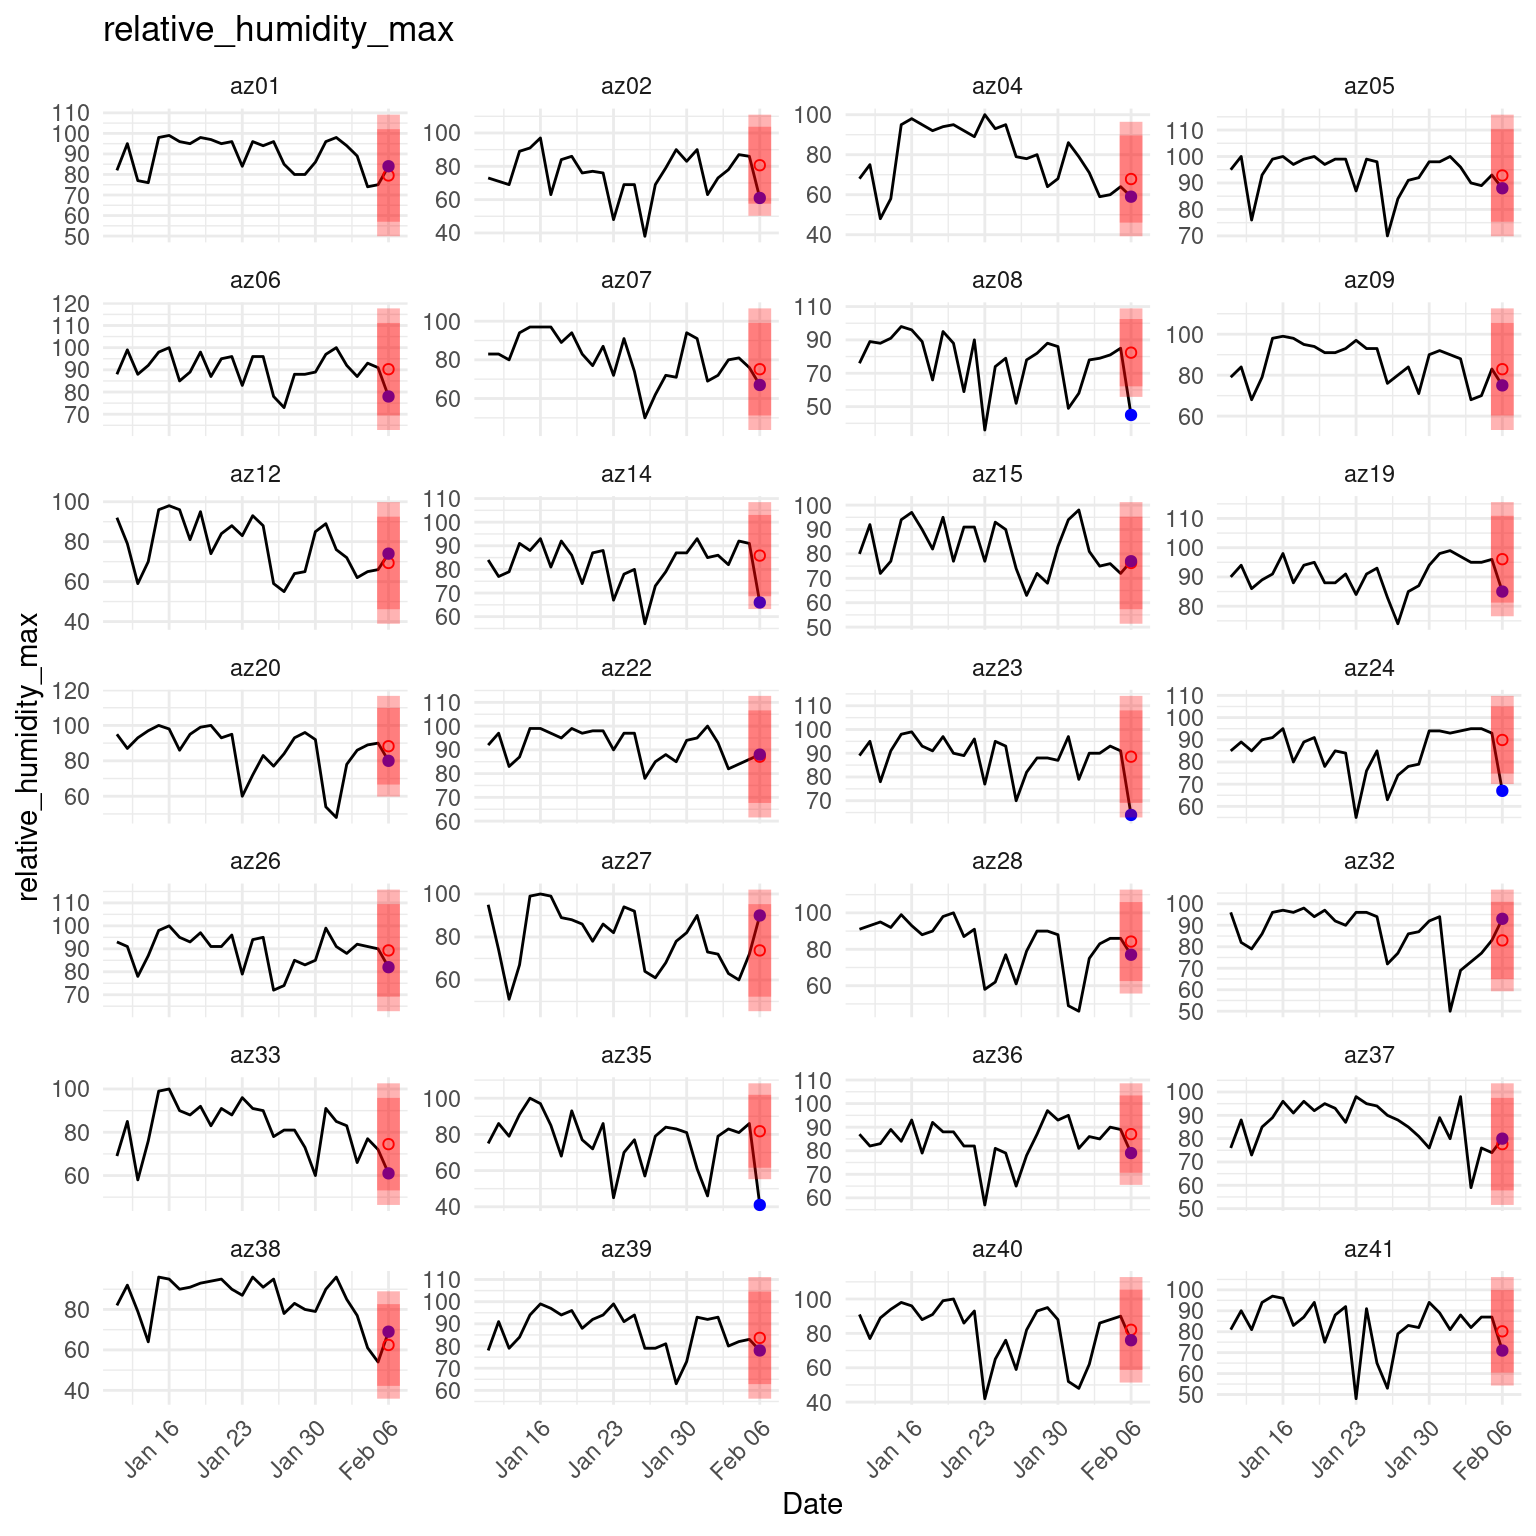 relative_humidity_max
az01 az02 az04 az05
110 100 90 80 70 60 50
100 80 60 40
100 80 60 40
110 100 90 80 70
az06 az07 az08 az09
120 110 100 90 80 70
100 80 60
110 90 70 50
100 80 60
az12 az14 az15 az19
100 80 60 40
110 100 90 80 70 60
100 90 80 70 60 50
110 100 90 80
az20 az22 az23 az24
120 100 80 60
110 100 90 80 70 60
110 100 90 80 70
110 100 90 80 70 60
relative_humidity_max
az26 az27 az28 az32
110 100 90 80 70
100 80 60
100 80 60
100 90 80 70 60 50
az33 az35 az36 az37
100 80 60
100 80 60 40
110 100 90 80 70 60
100 90 80 70 60 50
az38 az39 az40 az41
80 60 40
110 100 90 80 70 60
100 80 60 40
100 90 80 70 60 50
Jan 16 Jan 23 Jan 30 Feb 06 Jan 16 Jan 23 Jan 30 Feb 06 Jan 16 Jan 23 Jan 30 Feb 06 Jan 16 Jan 23 Jan 30 Feb 06
Date